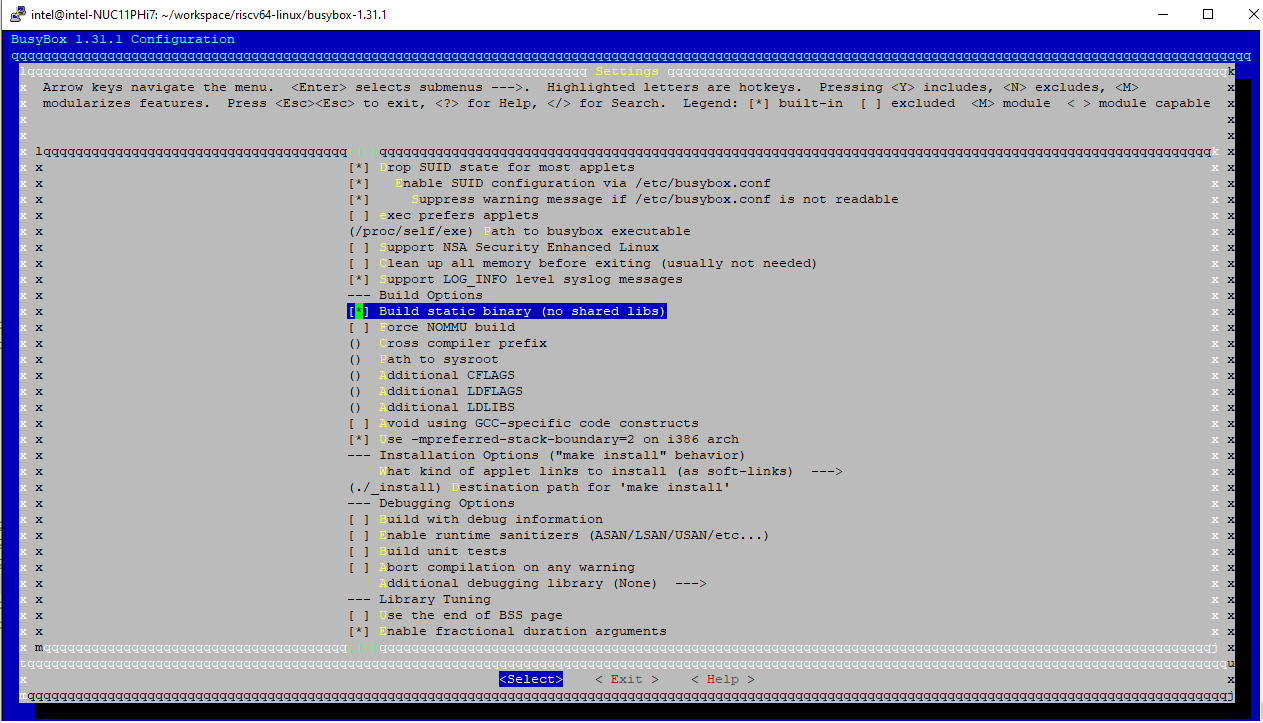 intel@intel-NUC11PHi7: ~/workspace/riscv64-linux/busybox-1.31.1
BusyBox 1.31.1 Configuration
Settings
Arrow keys navigate the menu.  <Enter> selects submenus --->.  Highlighted letters are hotkeys.  Pressing <Y> includes, <N> excludes, <M>
modularizes features.  Press <Esc><Esc> to exit, <?> for Help, </> for Search.  Legend: [*] built-in  [ ] excluded  <M> module  < > module capable
[*] Drop SUID state for most applets
[*]   Enable SUID configuration via /etc/busybox.conf
[*]     Suppress warning message if /etc/busybox.conf is not readable
[ ] exec prefers applets
(/proc/self/exe) Path to busybox executable
[ ] Support NSA Security Enhanced Linux
[ ] Clean up all memory before exiting (usually not needed)
[*] Support LOG_INFO level syslog messages
--- Build Options
[*] Build static binary (no shared libs)
[ ] Force NOMMU build
()  Cross compiler prefix
()  Path to sysroot
()  Additional CFLAGS
()  Additional LDFLAGS
()  Additional LDLIBS
[ ] Avoid using GCC-specific code constructs
[*] Use -mpreferred-stack-boundary=2 on i386 arch
--- Installation Options ("make install" behavior)
What kind of applet links to install (as soft-links)  --->
(./_install) Destination path for 'make install'
--- Debugging Options
[ ] Build with debug information
[ ] Enable runtime sanitizers (ASAN/LSAN/USAN/etc...)
[ ] Build unit tests
[ ] Abort compilation on any warning
Additional debugging library (None)  --->
--- Library Tuning
[ ] Use the end of BSS page
[*] Enable fractional duration arguments
<Select>    < Exit >    < Help >